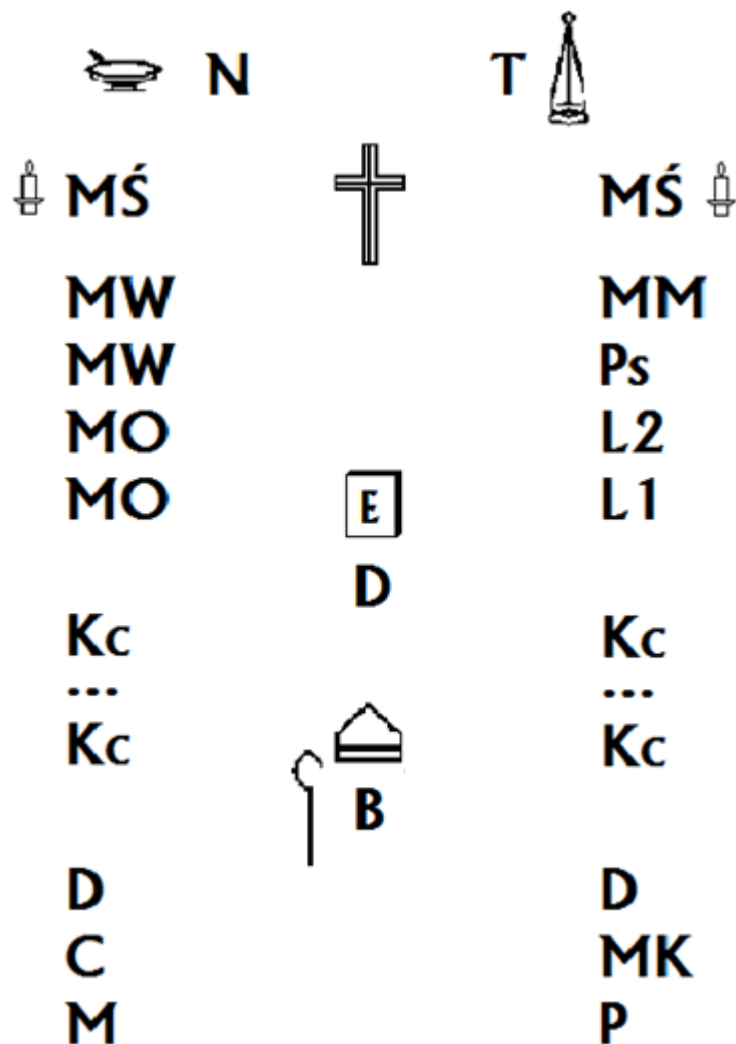 N T
MŚ MŚ
MW MM
MW Ps
MO L2
MO E L1
D
Kc Kc
--- ---
Kc Kc
B
D D
C MK
M P